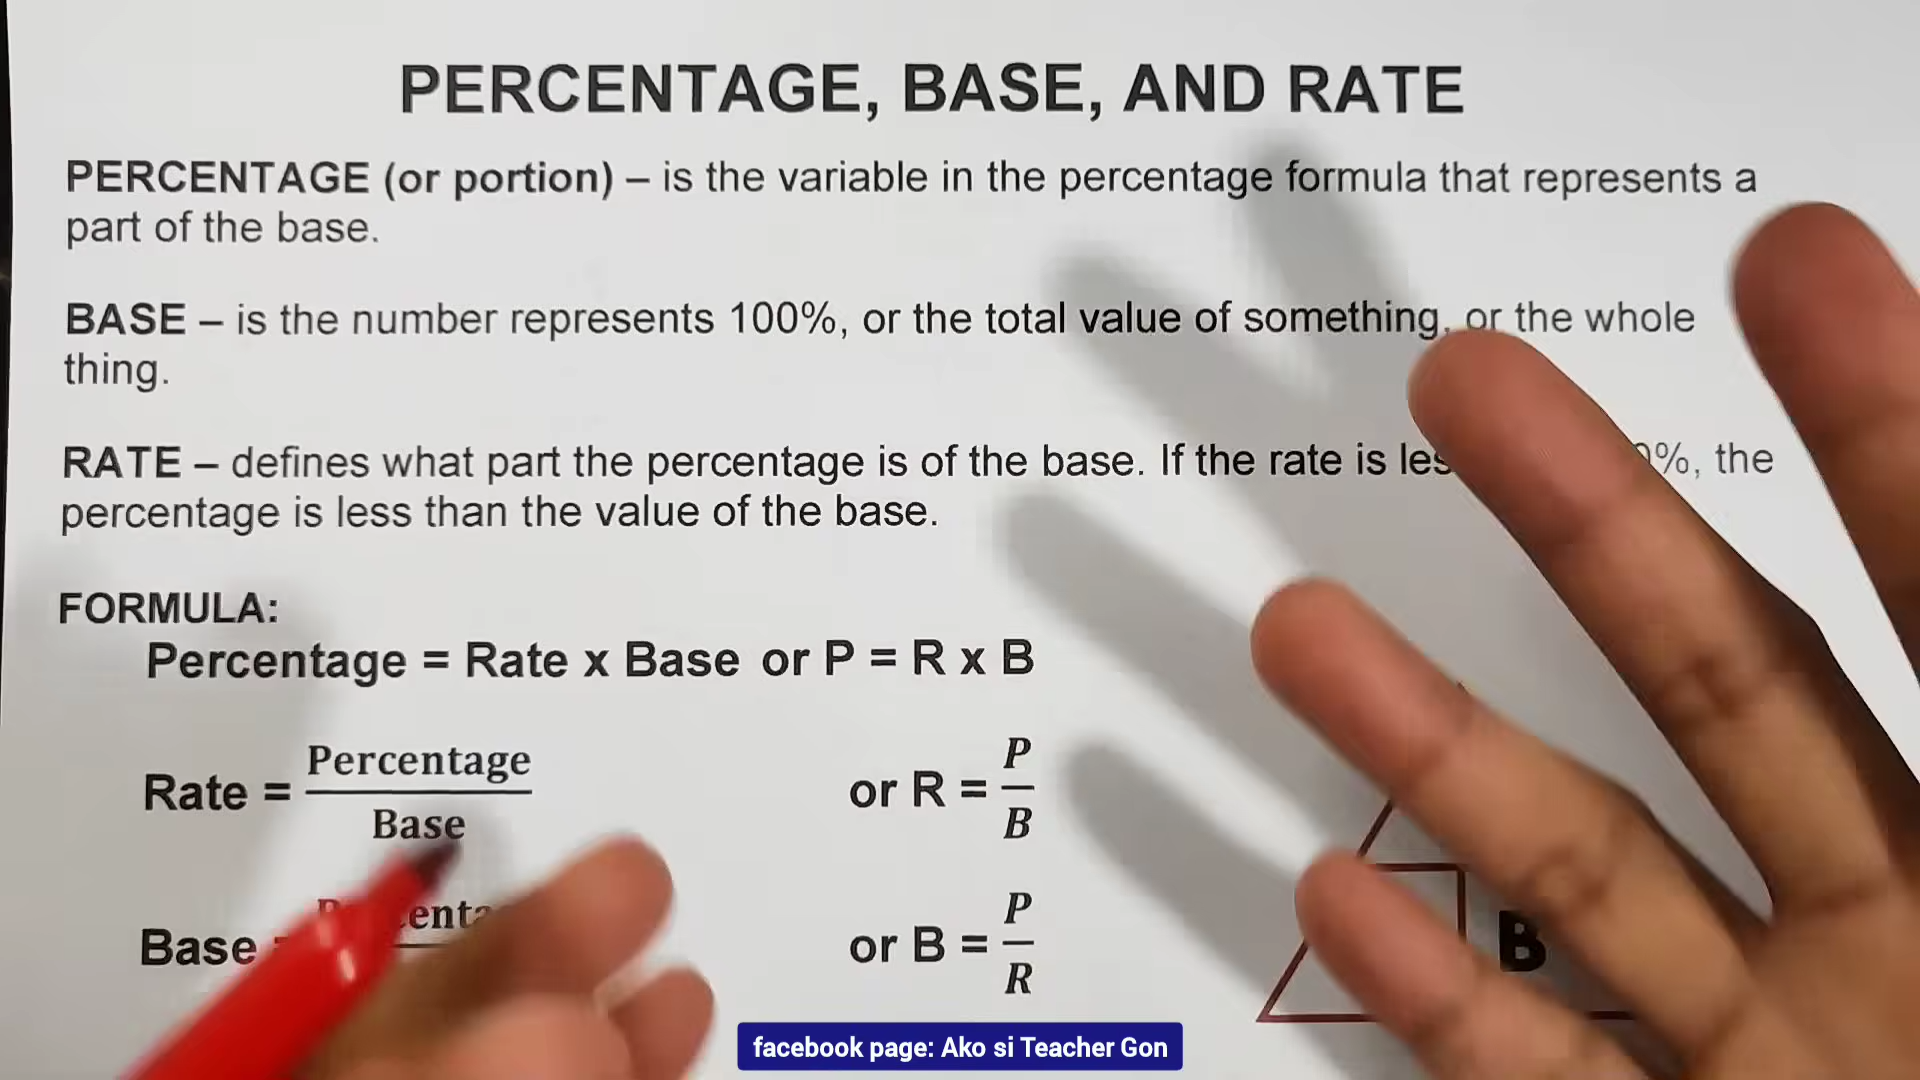 PERCENTAGE, BASE, AND RATE
PERCENTAGE (or portion) – is the variable in the percentage formula that represents a
part of the base.
BASE – is the number represents 100%, or the total value of something, or the whole
thing.
RATE – defines what part the percentage is of the base. If the rate is %, the
percentage is less than the value of the base.
FORMULA:
Percentage = Rate x Base or P = R x B
Rate = Percentage / Base or R = P / B
Base or B = P / R
B
facebook page: Ako si Teacher Gon